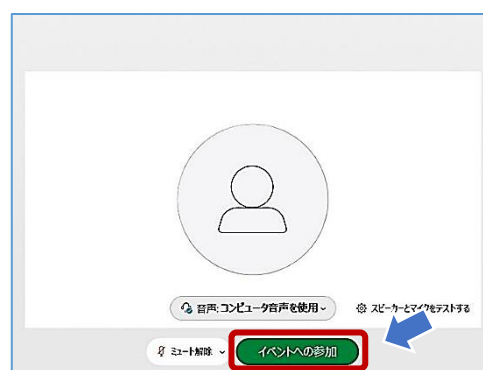 音声:コンピュータ音声を使用
スピーカーとマイクをテストする
ミュート解除
イベントへの参加